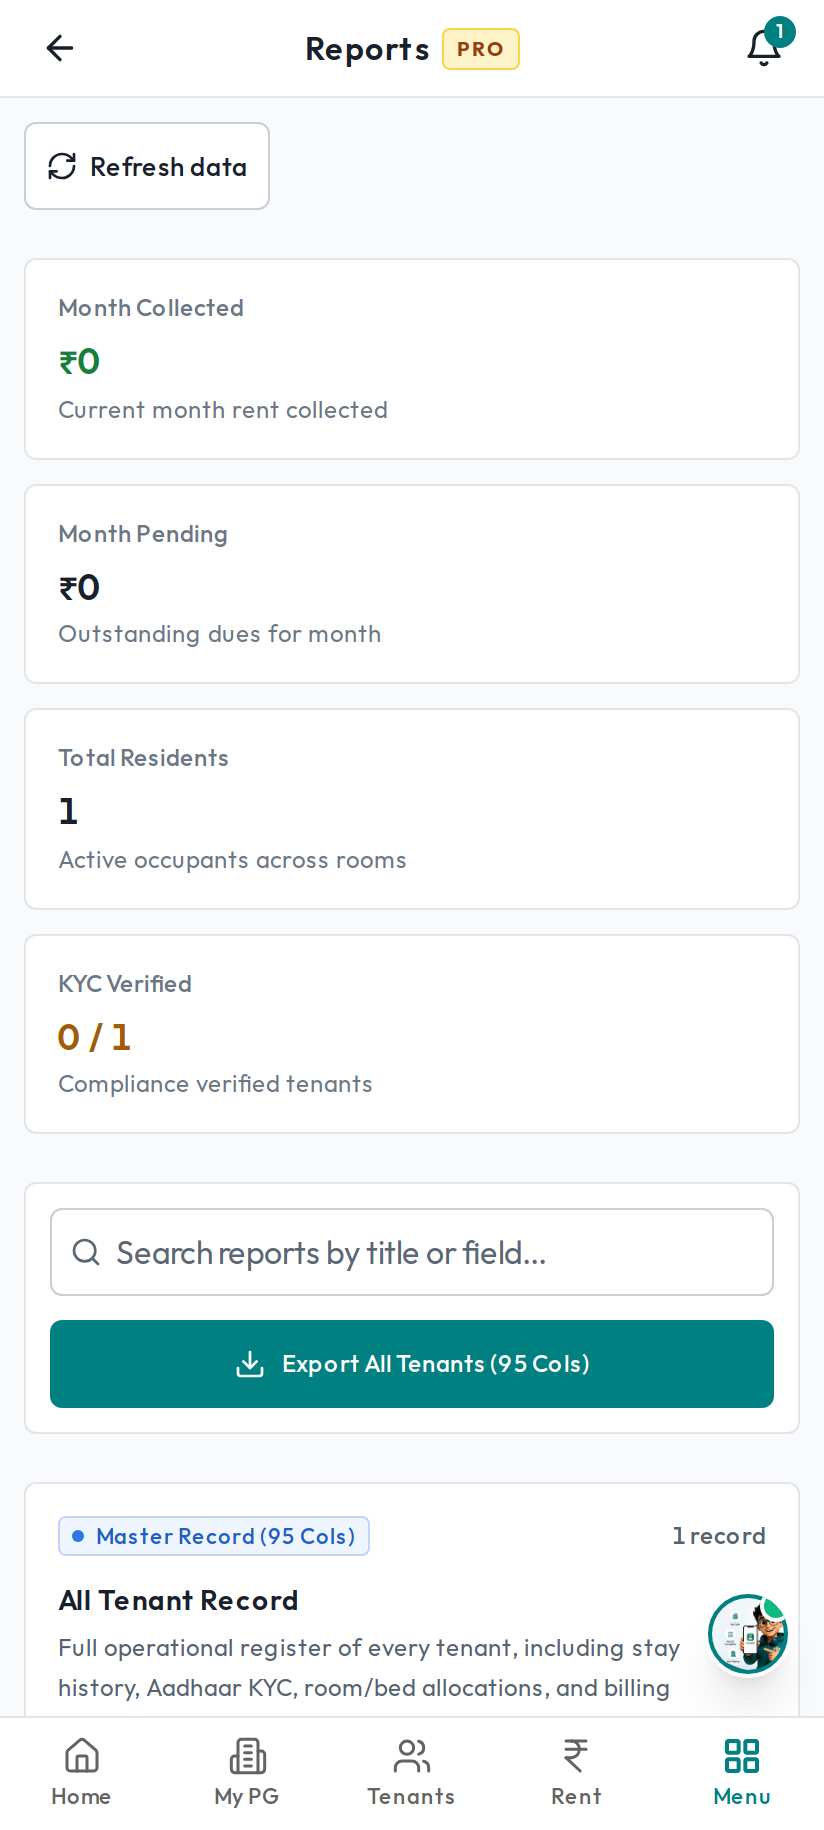 Reports PRO
1
Refresh data
Month Collected
₹0
Current month rent collected
Month Pending
₹0
Outstanding dues for month
Total Residents
1
Active occupants across rooms
KYC Verified
0 / 1
Compliance verified tenants
Search reports by title or field...
Export All Tenants (95 Cols)
Master Record (95 Cols)
1 record
All Tenant Record
Full operational register of every tenant, including stay
history, Aadhaar KYC, room/bed allocations, and billing
Home
My PG
Tenants
Rent
Menu